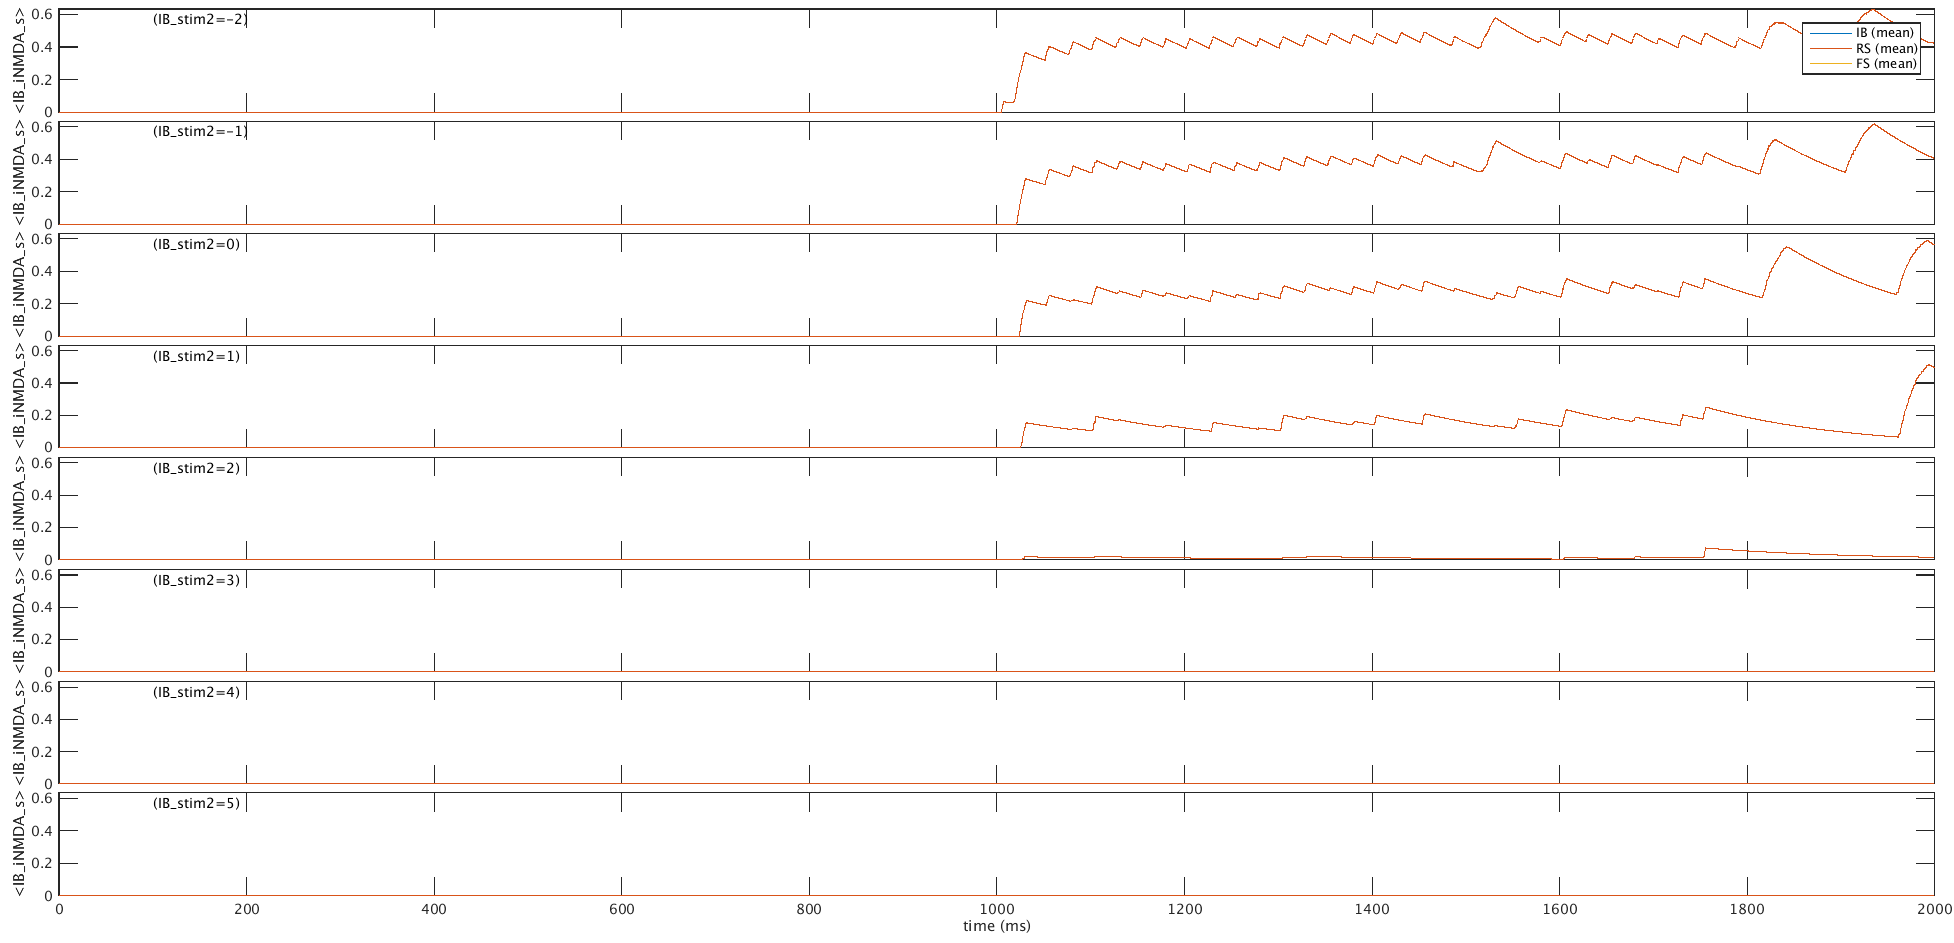 <IB_iNMDA_s>
0.6
0.4
0.2
0
(IB_stim2=-2)
IB (mean)
RS (mean)
FS (mean)
<IB_iNMDA_s>
0.6
0.4
0.2
0
(IB_stim2=-1)
<IB_iNMDA_s>
0.6
0.4
0.2
0
(IB_stim2=0)
<IB_iNMDA_s>
0.6
0.4
0.2
0
(IB_stim2=1)
<IB_iNMDA_s>
0.6
0.4
0.2
0
(IB_stim2=2)
<IB_iNMDA_s>
0.6
0.4
0.2
0
(IB_stim2=3)
<IB_iNMDA_s>
0.6
0.4
0.2
0
(IB_stim2=4)
<IB_iNMDA_s>
0.6
0.4
0.2
0
(IB_stim2=5)
0 200 400 600 800 1000 1200 1400 1600 1800 2000
time (ms)